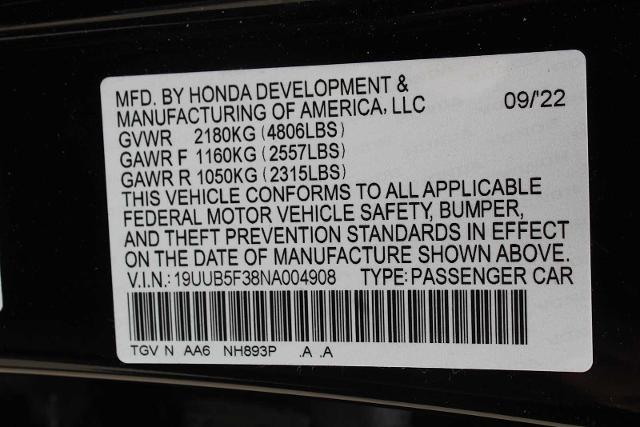 MFD. BY HONDA DEVELOPMENT &
MANUFACTURING OF AMERICA, LLC 09/'22
GVWR 2180KG (4806LBS)
GAWR F 1160KG (2557LBS)
GAWR R 1050KG (2315LBS)
THIS VEHICLE CONFORMS TO ALL APPLICABLE
FEDERAL MOTOR VEHICLE SAFETY, BUMPER,
AND THEFT PREVENTION STANDARDS IN EFFECT
ON THE DATE OF MANUFACTURE SHOWN ABOVE.
V.I.N.: 19UUB5F38NA004908 TYPE: PASSENGER CAR
TGV N AA6 NH893P .A .A